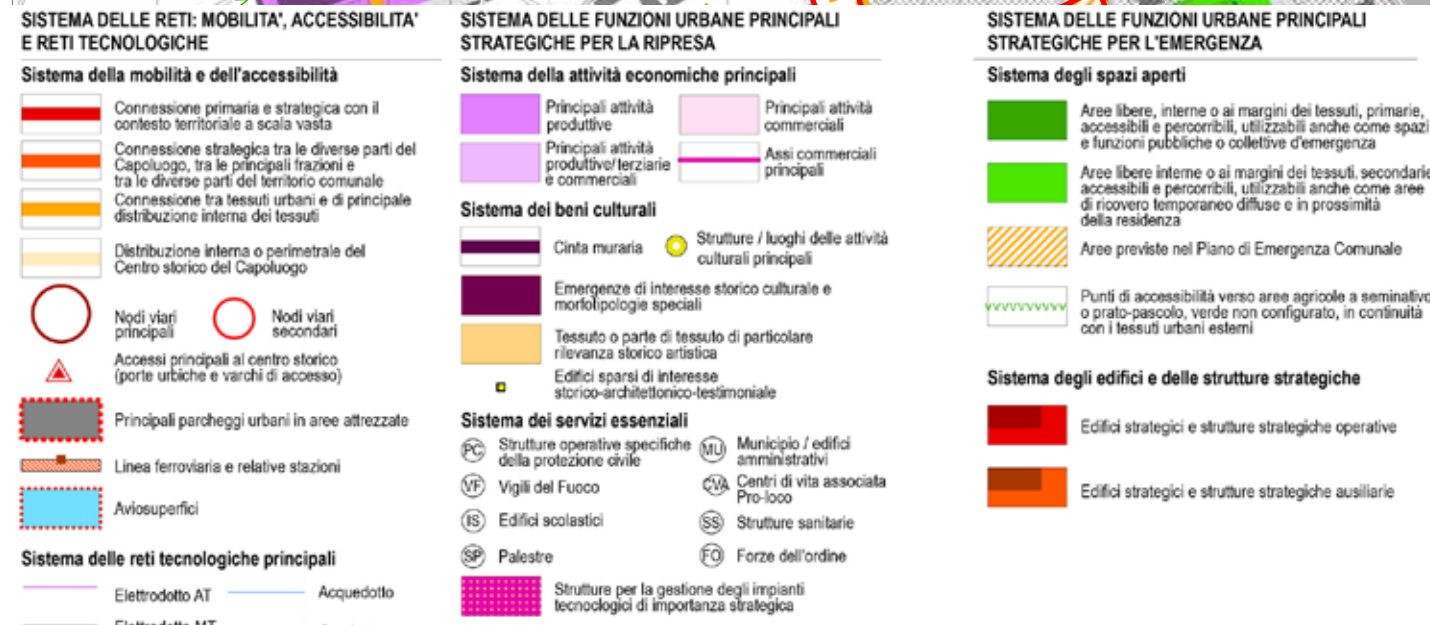 SISTEMA DELLE RETI: MOBILITA', ACCESSIBILITA'
E RETI TECNOLOGICHE
Sistema della mobilità e dell'accessibilità
Connessione primaria e strategica con il
contesto territoriale a scala vasta
Connessione strategica tra le diverse parti del
Capoluogo, tra le principali frazioni e
tra le diverse parti del territorio comunale
Connessione tra tessuti urbani e di principale
distribuzione interna dei tessuti
Distribuzione interna o perimetrale del
Centro storico del Capoluogo
Nodi viari
principali
Nodi viari
secondari
Accessi principali al centro storico
(porte urbiche e varchi di accesso)
Principali parcheggi urbani in aree attrezzate
Linea ferroviaria e relative stazioni
Aviosuperfici
Sistema delle reti tecnologiche principali
Elettrodotto AT
Acquedotto
Elettrodotto MT
SISTEMA DELLE FUNZIONI URBANE PRINCIPALI
STRATEGICHE PER LA RIPRESA
Sistema della attività economiche principali
Principali attività
produttive
Principali attività
commerciali
Principali attività
produttive/terziarie
e commerciali
Assi commerciali
principali
Sistema dei beni culturali
Cinta muraria
Strutture / luoghi delle attività
culturali principali
Emergenze di interesse storico culturale e
morfolipologie speciali
Tessuto o parte di tessuto di particolare
rilevanza storico artistica
Edifici sparsi di interesse
storico-architettonico-testimoniale
Sistema dei servizi essenziali
PC Strutture operative specifiche
della protezione civile
MU Municipio / edifici
amministrativi
VF Vigili del Fuoco
CVA Centri di vita associata
Pro-loco
IS Edifici scolastici
SS Strutture sanitarie
SP Palestre
FO Forze dell'ordine
Strutture per la gestione degli impianti
tecnologici di importanza strategica
SISTEMA DELLE FUNZIONI URBANE PRINCIPALI
STRATEGICHE PER L'EMERGENZA
Sistema degli spazi aperti
Aree libere, interne o ai margini dei tessuti, primarie,
accessibili e percorribili, utilizzabili anche come spazi
e funzioni pubbliche o collettive d'emergenza
Aree libere interne o ai margini dei tessuti, secondarie
accessibili e percorribili, utilizzabili anche come aree
di ricovero temporaneo diffuse e in prossimità
della residenza
Aree previste nel Piano di Emergenza Comunale
Punti di accessibilità verso aree agricole a seminativo
o prato-pascolo, verde non configurato, in continuità
con i tessuti urbani esterni
Sistema degli edifici e delle strutture strategiche
Edifici strategici e strutture strategiche operative
Edifici strategici e strutture strategiche ausiliarie